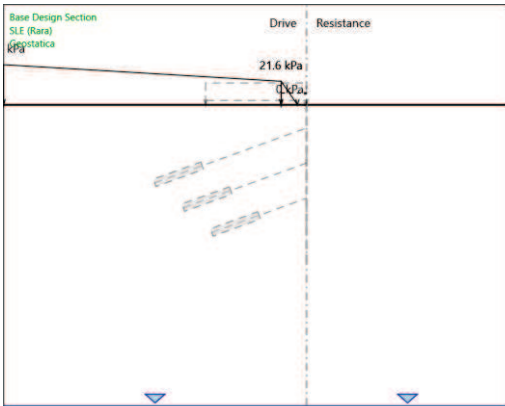 Base Design Section
SLE (Rara)
Geostatica
kPa
Drive
Resistance
21.6 kPa
0 kPa